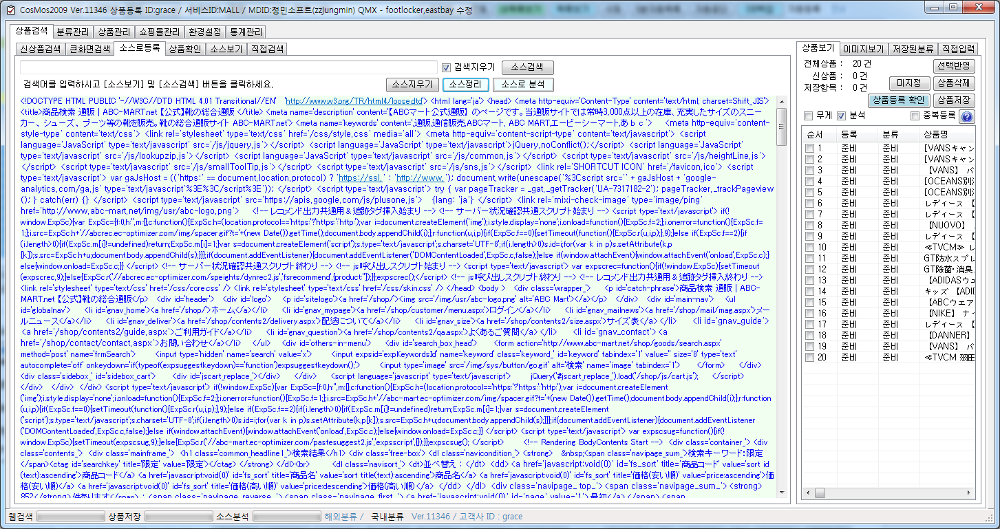 CosMos2009 Ver.11346 상품등록 ID:grace / 서비스ID:MALL / MDID:정민소프트(zzjungmin) QMX - footlocker,eastbay 수정
상품검색 분류관리 상품관리 쇼핑몰관리 환경설정 통계관리
신상품검색 큰화면검색 소스로등록 상품확인 소스보기 직접검색
검색지우기 소스검색
검색어를 입력하시고 [소스보기] 및 [소스검색] 버튼을 클릭하세요.
소스지우기 소스정리 소스로 분석
<!DOCTYPE HTML PUBLIC '-//W3C//DTD HTML 4.01 Transitional//EN' 'http://www.w3.org/TR/html4/loose.dtd'> <html lang='ja'> <head> <meta http-equiv='Content-Type' content='text/html; charset=Shift_JIS'>
<title>商品検索 通販 | ABC-MART.net 【公式】靴の総合通販 </title> <meta name='description' content='【ABCマート公式通販】 のページです。当通販サイトでは常時3,000点以上の在庫、充実したサイズのスニー
カー、シューズ、ブーツ等の靴を販売。靴の総合通販サイト ABC-MART.net'> <meta name='keywords' content=',通販,通信販売,ABCマート, ABC MART,エービーシーマート,あｂｃ'> <meta http-equiv='content-
style-type' content='text/css'> <link rel='stylesheet' type='text/css' href='/css/style.css' media='all'> <meta http-equiv='content-script-type' content='text/javascript'> <script
language='JavaScript' type='text/javascript' src='/js/jquery.js'></script> <script language='JavaScript' type='text/javascript'>jQuery.noConflict();</script> <script language='JavaScript'
type='text/javascript' src='/js/lookupzip.js'></script> <script language='JavaScript' type='text/javascript' src='/js/common.js'></script> <script type='text/javascript' src='/js/heightLine.js'>
</script> <script type='text/javascript' src='/js/smallToolTip.js'></script> <script type='text/javascript' src='/js/sns.js'></script> <link rel='SHORTCUT ICON' href='/favicon.ico'> <script
type='text/javascript'> var gaJsHost = (('https:' == document.location.protocol) ? 'https://ssl.' : 'http://www.'); document.write(unescape('%3Cscript src='' + gaJsHost + 'google-
analytics.com/ga.js' type='text/javascript'%3E%3C/script%3E')); </script> <script type='text/javascript'> try { var pageTracker = _gat._getTracker('UA-7317182-2'); pageTracker._trackPageview
(); } catch(err) {} </script> <script type='text/javascript' src='https://apis.google.com/js/plusone.js'> {lang: 'ja'} </script> <link rel='mixi-check-image' type='image/ping'
href='http://www.abc-mart.net/img/usr/abc-logo.png'> <!-- レコメンド出力共通用＆追跡タグ挿入始まり --> <!-- サーバー状況確認共通スクリプト始まり --> <script type='text/javascript'> if(!
window.ExpSc){var ExpSc={f:0,h:'',m:{},c:function(){ExpSc.h=(location.protocol=='https:'?'https:':'http:');var i=document.createElement('img');i.style.display='none';i.onload=function(){ExpSc.f=2;};i.onerror=function(){ExpSc.f=
1;};i.src=ExpSc.h+'//abcrec.ec-optimizer.com/img/spacer.gif?t='+(new Date()).getTime();document.body.appendChild(i);},r:function(u,i,p){if(ExpSc.f==0){setTimeout(function(){ExpSc.r(u,i,p);},9);}else if(ExpSc.f==2){if
(i.length>0){if(ExpSc.m[i]!=undefined)return;ExpSc.m[i]=1;}var s=document.createElement('script');s.type='text/javascript';s.charset='UTF-8';if(i.length>0)s.id=i;for(var k in p)s.setAttribute(k,p
[k]);s.src=ExpSc.h+u;document.body.appendChild(s);}}};if(document.addEventListener){document.addEventListener('DOMContentLoaded',ExpSc.c,false);}else if(window.attachEvent){window.attachEvent('onload',ExpSc.c);}
else{window.onload=ExpSc.c;}} </script> <!-- サーバー状況確認共通スクリプト終わり --> <!-- js呼び出しスクリプト始まり --> <script type='text/javascript'> var expscrec=function(){if(!window.ExpSc){setTimeout
(expscrec,9);}else{ExpSc.r('//abcrec.ec-optimizer.com/speights/dynrec2.js','fsrecommend',{product:''});}};expscrec();</script> <!-- js呼び出しスクリプト終わり --> <!-- レコメンド出力共通用＆追跡タグ挿入終わり -->
<link rel='stylesheet' type='text/css' href='/css/core.css' /> <link rel='stylesheet' type='text/css' href='/css/skin.css' /> </head> <body > <div class='wrapper_'> <p id='catch-phrase'>商品検索 通販 | ABC-
MART.net 【公式】靴の総合通販</p> <div id='header'> <div id='logo'> <p id='sitelogo'><a href='/shop/'><img src='/img/usr/abc-logo.png' alt='ABC Mart'></a></p> </div> <div id='main-nav'> <ul
id='globalnav'> <li id='gnav_home'><a href='/shop/'>ホーム</a></li> <li id='gnav_mypage'><a href='/shop/customer/menu.aspx'>ログイン</a></li> <li id='gnav_mailnews'><a href='/shop/mail/mag.aspx'>メー
ルニュース</a></li> <li id='gnav_deliver'><a href='/shop/contents2/delivery.aspx'>配送について</a></li> <li id='gnav_size'><a href='/shop/contents2/size.aspx'>サイズ表</a></li> <li id='gnav_guide'>
<a href='/shop/contents2/guide.aspx'>ご利用ガイド</a></li> <li id='gnav_question'><a href='/shop/contents2/qa.aspx'>よくあるご質問</a></li> <li id='gnav_contact'><a
href='/shop/contact/contact.aspx'>お問い合わせ</a></li> </ul> <div id='others-in-menu'> <div id='search_box_head'> <form action='http://www.abc-mart.net/shop/goods/search.aspx'
method='post' name='frmSearch'> <input type='hidden' name='search' value='x'> <input expsid='expKeywordsId' name='keyword' class='keyword_' id='keyword' tabindex='1' value='' size='8' type='text'
autocomplete='off' onkeydown='if(typeof(expsuggestkeydown)=='function')expsuggestkeydown();'> <input type='image' src='/img/sys/button/go.gif' alt='検索' name='image' tabindex='1'> </form> </div>
<div class='sidebox_' id='sidebox_cart'> <div id='jscart_replace_'></div> </div> <script language='javascript' type='text/javascript'> jQuery('#jscart_replace_').load('/shop/js/cart.js'); </script>
</div> </div> </div> <script type='text/javascript'> if(!window.ExpSc){var ExpSc={f:0,h:'',m:{},c:function(){ExpSc.h=(location.protocol=='https:'?'https:':'http:');var i=document.createElement
('img');i.style.display='none';i.onload=function(){ExpSc.f=2;};i.onerror=function(){ExpSc.f=1;};i.src=ExpSc.h+'//abc-mart.ec-optimizer.com/img/spacer.gif?t='+(new Date()).getTime();document.body.appendChild(i);},r:function
(u,i,p){if(ExpSc.f==0){setTimeout(function(){ExpSc.r(u,i,p);},9);}else if(ExpSc.f==2){if(i.length>0){if(ExpSc.m[i]!=undefined)return;ExpSc.m[i]=1;}var s=document.createElement
('script');s.type='text/javascript';s.charset='UTF-8';if(i.length>0)s.id=i;for(var k in p)s.setAttribute(k,p[k]);s.src=ExpSc.h+u;document.body.appendChild(s);}}};if(document.addEventListener){document.addEventListener
('DOMContentLoaded',ExpSc.c,false);}else if(window.attachEvent){window.attachEvent('onload',ExpSc.c);}else{window.onload=ExpSc.c;}} </script> <script type='text/javascript'> var expscsug=function(){if(!
window.ExpSc){setTimeout(expscsug,9);}else{ExpSc.r('//abc-mart.ec-optimizer.com/pastesuggest2.js','expsscript',{});}};expscsug(); </script> <!-- Rendering BodyContents Start --> <div class='container_'> <div
class='contents_'> <div class='mainframe_'> <h1 class='common_headline1_'>検索結果</h1> <div class='free-box'> <dl class='navicondition_'> <strong> &nbsp;<span class='navipage_sum_'>検索キーワード:限定
</span><ctag id='searchkey' title='限定' value='限定'></ctag> </strong> </dl><br> <dl class='navisort_'> <dt>並べ替え：</dt> <dd> <a href='javascript:void(0)' id='fs_sort' title='商品コード' value='sort id
(text):ascending'>商品コード</a> <a href='javascript:void(0)' id='fs_sort' title='商品名' value='sort title(text):ascending'>商品名</a> <a href='javascript:void(0)' id='fs_sort' title='価格(安い順)' value='price:ascending'>価
格(安い順)</a> <a href='javascript:void(0)' id='fs_sort' title='価格(高い順)' value='price:descending'>価格(高い順)</a> </dd> </dl> <div class='navipage_ top_'> <span class='navipage_sum_'><strong>
852</strong>件あります</span> : <span class='navipage_reverse_'><span class='navipage_first_'><a href='javascript:void(0)' id='page' value='1'>最初</a></span><span
상품보기 이미지보기 저장된분류 직접입력
전체상품 : 20 건 선택반영
신상품 : 0 건
저장항목 : 0 건 미지정 상품삭제
상품등록 확인 상품저장
무게 분석 중복등록
순서 등록 분류 상품명
1 준비 준비 [VANSキャン
2 준비 준비 [VANSキャン
3 준비 준비 【VANS】 バ
4 준비 준비 [OCEANS別
5 준비 준비 [OCEANS別
6 준비 준비 レディース 【
7 준비 준비 レディース 【
8 준비 준비 【NUOVO】
9 준비 준비 レディース 【
10 준비 준비 ≪TVCM≫ レ
11 준비 준비 GT防水スプ
12 준비 준비 GT除菌・消臭
13 준비 준비 【ADIDASウェ
14 준비 준비 キッズ 【ADI
15 준비 준비 【ABCウェア
16 준비 준비 【NIKE】 ナイ
17 준비 준비 レディース 【
18 준비 준비 【DANNER】
19 준비 준비 【VANS】 バ
20 준비 준비 ≪TVCM 羽田
웹검색 상품저장 소스분석 해외분류 / 국내분류 Ver.11346 / 고객사 ID : grace